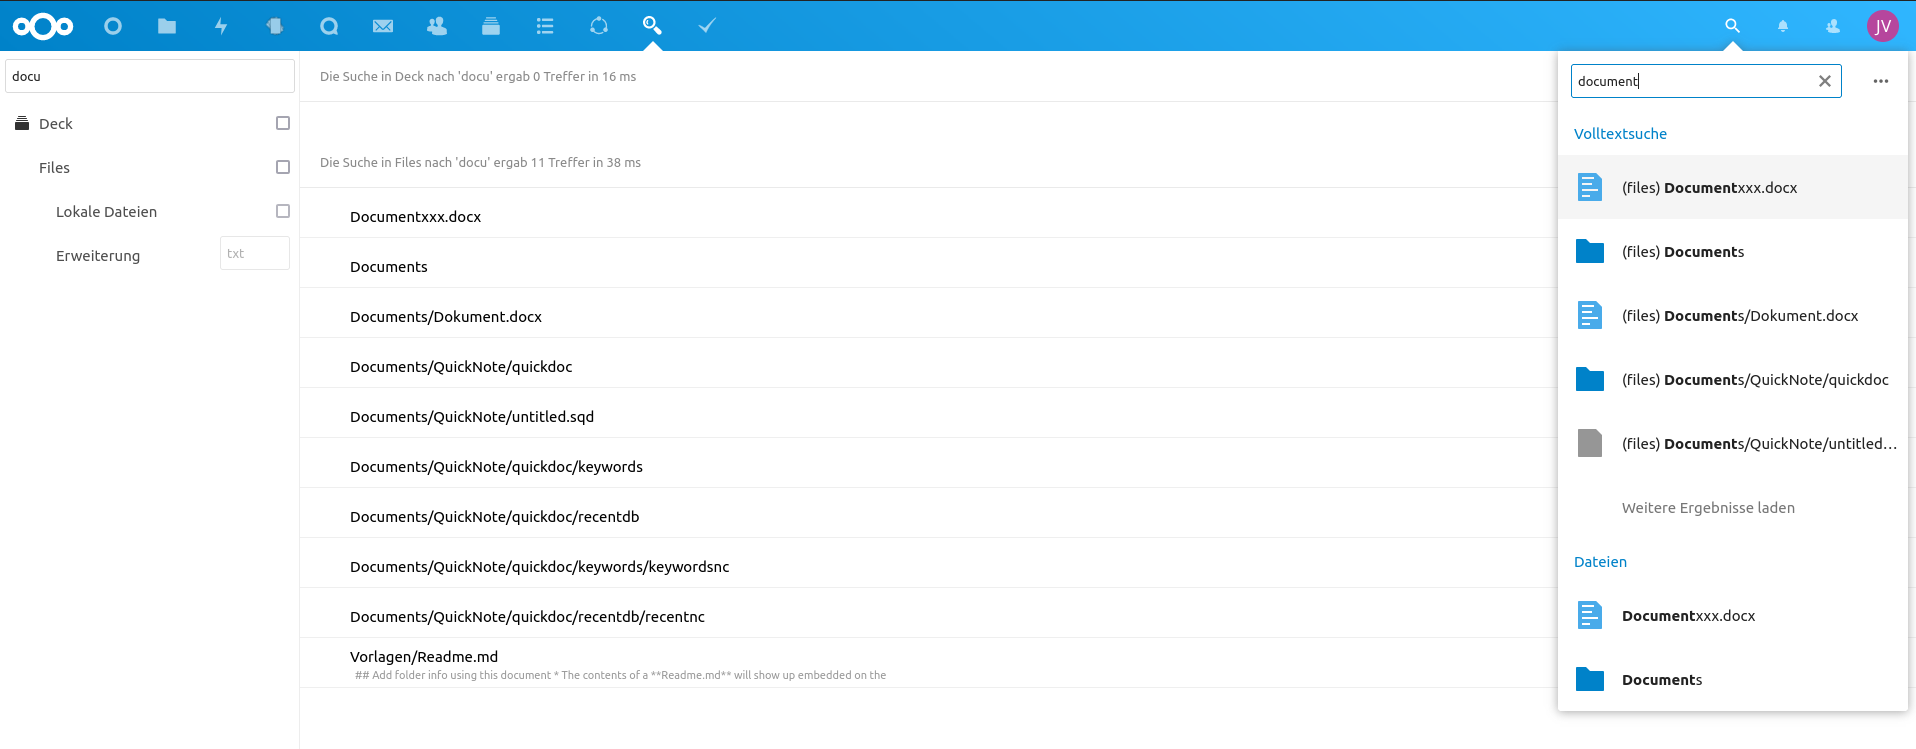 JV
docu
Deck
Files
Lokale Dateien
Erweiterung
txt
Die Suche in Deck nach 'docu' ergab 0 Treffer in 16 ms
Die Suche in Files nach 'docu' ergab 11 Treffer in 38 ms
Documentxxx.docx
Documents
Documents/Dokument.docx
Documents/QuickNote/quickdoc
Documents/QuickNote/untitled.sqd
Documents/QuickNote/quickdoc/keywords
Documents/QuickNote/quickdoc/recentdb
Documents/QuickNote/quickdoc/keywords/keywordsnc
Documents/QuickNote/quickdoc/recentdb/recentnc
Vorlagen/Readme.md
## Add folder info using this document * The contents of a **Readme.md** will show up embedded on the
document
Volltextsuche
(files) Documentxxx.docx
(files) Documents
(files) Documents/Dokument.docx
(files) Documents/QuickNote/quickdoc
(files) Documents/QuickNote/untitled…
Weitere Ergebnisse laden
Dateien
Documentxxx.docx
Documents